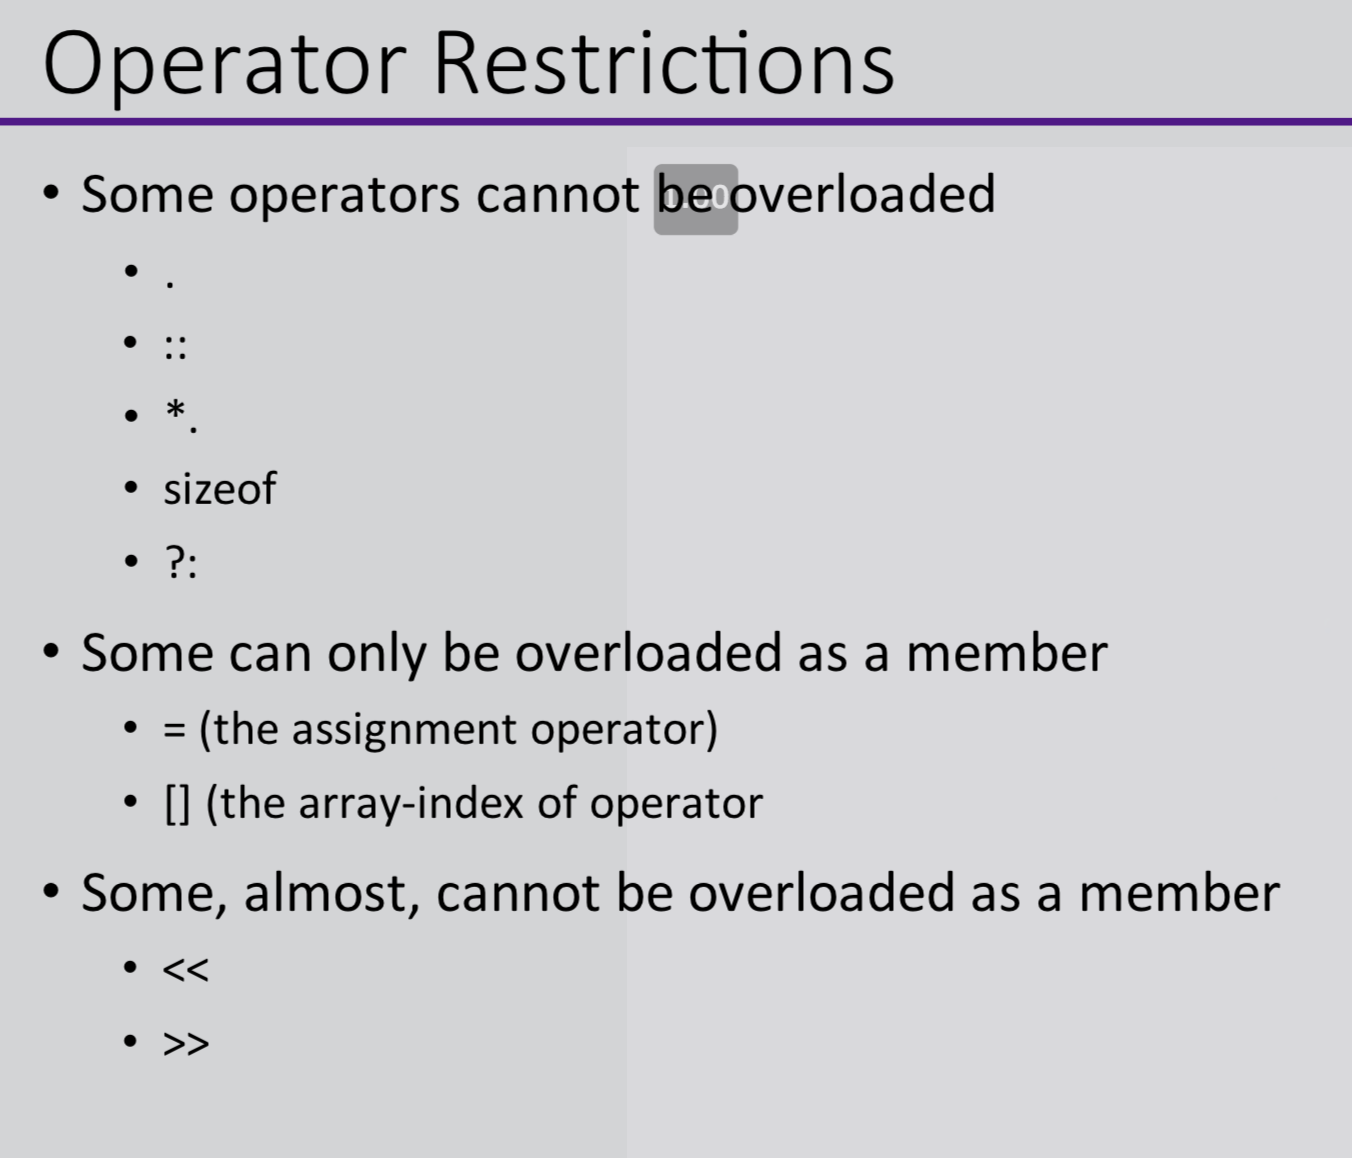 Operator Restrictions
• Some operators cannot be overloaded
• .
• ::
• *.
• sizeof
• ?:
• Some can only be overloaded as a member
• = (the assignment operator)
• [] (the array-index of operator
• Some, almost, cannot be overloaded as a member
• <<
• >>